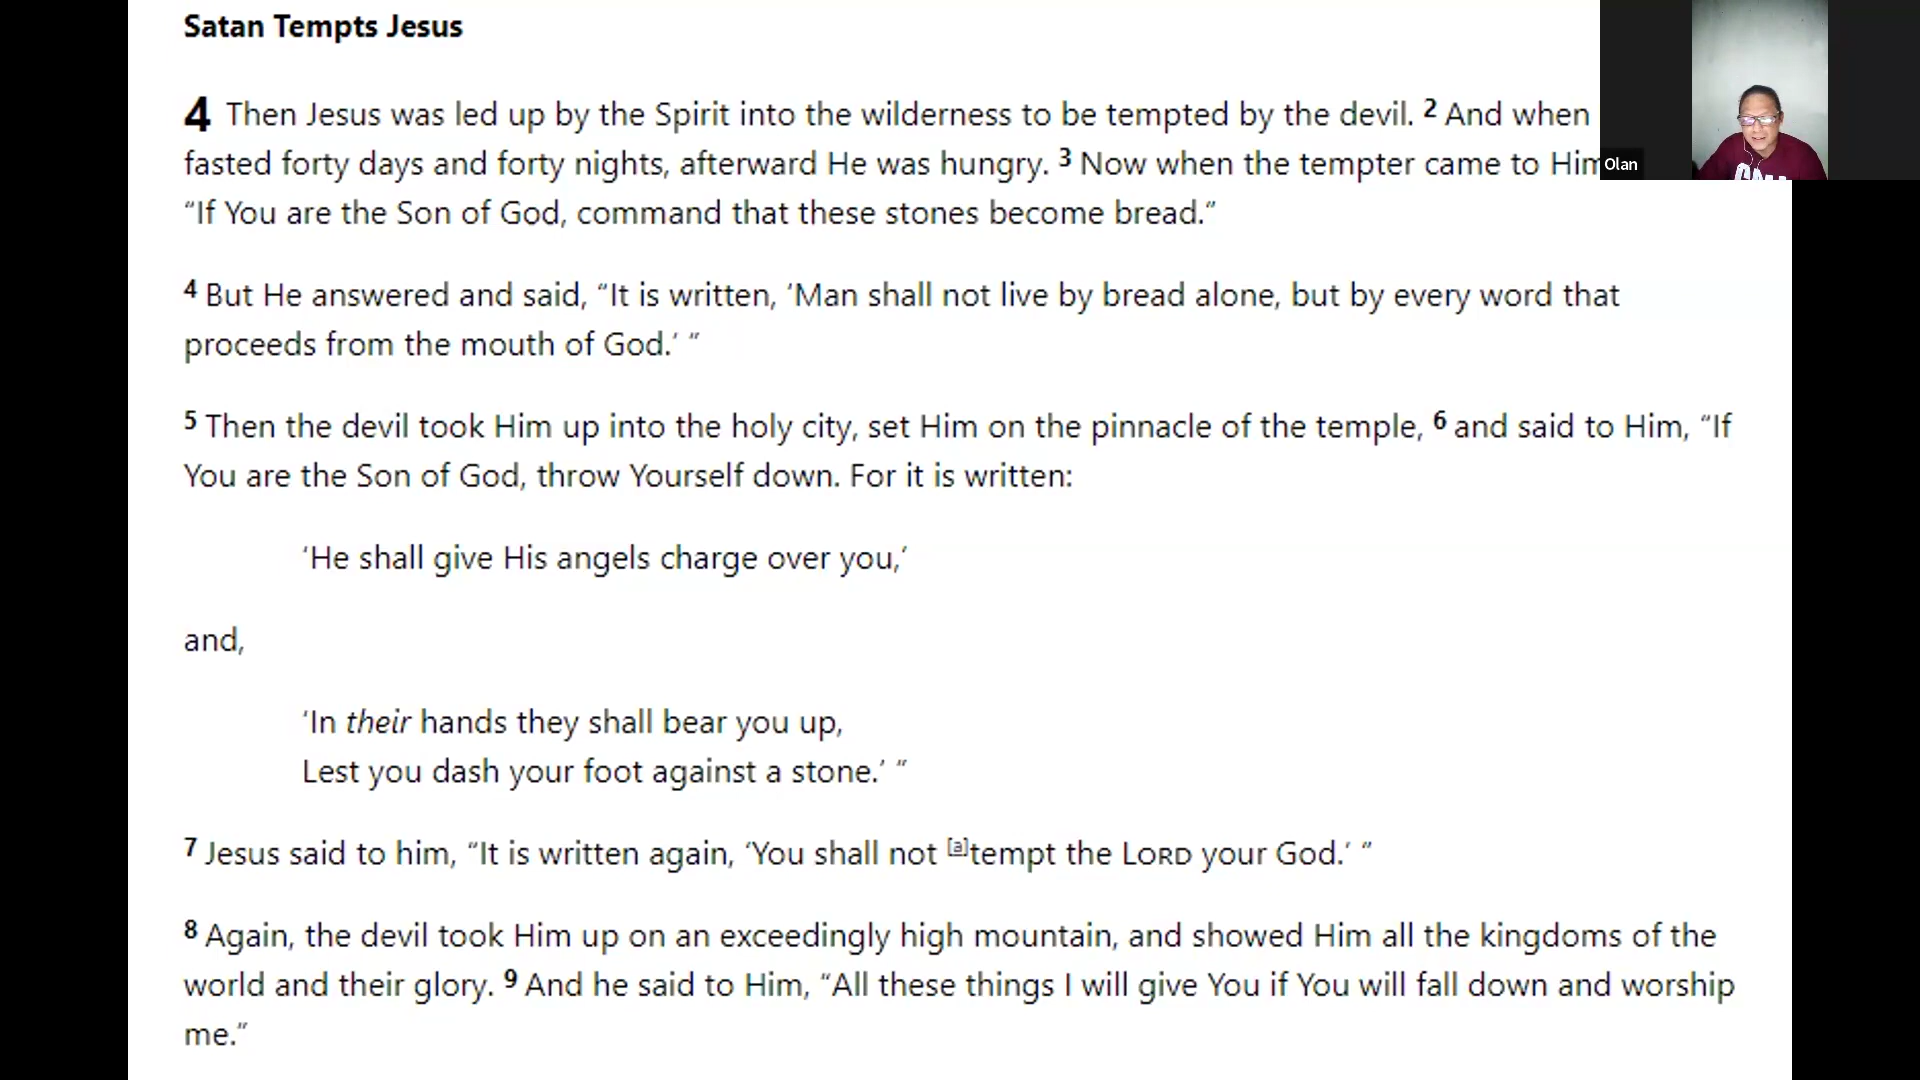 Satan Tempts Jesus
4 Then Jesus was led up by the Spirit into the wilderness to be tempted by the devil. 2 And when
fasted forty days and forty nights, afterward He was hungry. 3 Now when the tempter came to Him
“If You are the Son of God, command that these stones become bread.”
4 But He answered and said, “It is written, ‘Man shall not live by bread alone, but by every word that
proceeds from the mouth of God.’ ”
5 Then the devil took Him up into the holy city, set Him on the pinnacle of the temple, 6 and said to Him, “If
You are the Son of God, throw Yourself down. For it is written:
‘He shall give His angels charge over you,’
and,
‘In their hands they shall bear you up,
Lest you dash your foot against a stone.’ ”
7 Jesus said to him, “It is written again, ‘You shall not [a]tempt the LORD your God.’ ”
8 Again, the devil took Him up on an exceedingly high mountain, and showed Him all the kingdoms of the
world and their glory. 9 And he said to Him, “All these things I will give You if You will fall down and worship
me.”
Olan